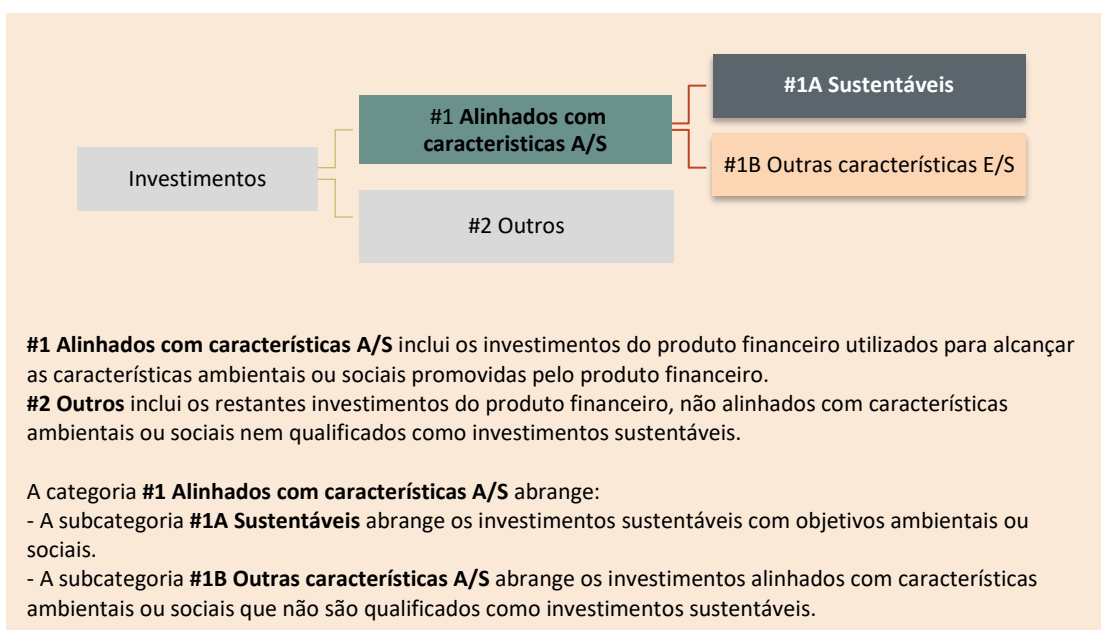 #1A Sustentáveis
#1 Alinhados com
caracteristicas A/S
#1B Outras características E/S
Investimentos
#2 Outros
#1 Alinhados com características A/S inclui os investimentos do produto financeiro utilizados para alcançar
as características ambientais ou sociais promovidas pelo produto financeiro.
#2 Outros inclui os restantes investimentos do produto financeiro, não alinhados com características
ambientais ou sociais nem qualificados como investimentos sustentáveis.
A categoria #1 Alinhados com características A/S abrange:
- A subcategoria #1A Sustentáveis abrange os investimentos sustentáveis com objetivos ambientais ou
sociais.
- A subcategoria #1B Outras características A/S abrange os investimentos alinhados com características
ambientais ou sociais que não são qualificados como investimentos sustentáveis.